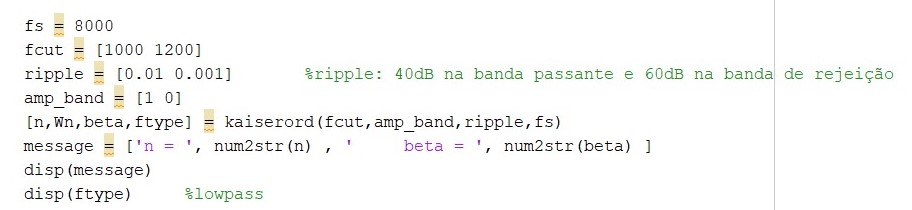 fs = 8000
fcut = [1000 1200]
ripple = [0.01 0.001]        %ripple: 40dB na banda passante e 60dB na banda de rejeição
amp_band = [1 0]
[n,Wn,beta,ftype] = kaiserord(fcut,amp_band,ripple,fs)
message = ['n = ', num2str(n) , '     beta = ', num2str(beta) ]
disp(message)
disp(ftype)     %lowpass